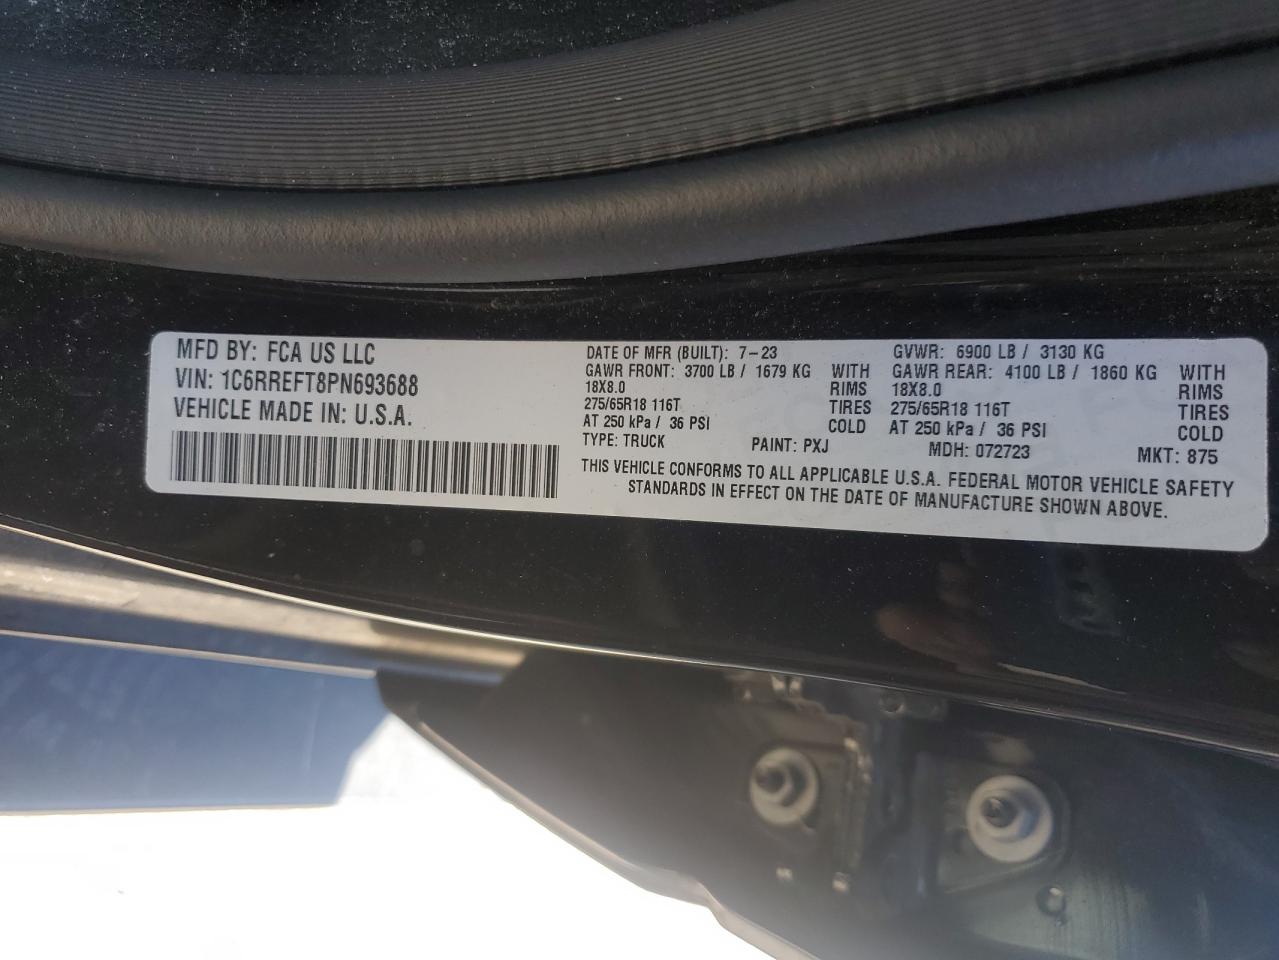 MFD BY: FCA US LLC
VIN: 1C6RREFT8PN693688
VEHICLE MADE IN: U.S.A.
DATE OF MFR (BUILT): 7-23 GVWR: 6900 LB / 3130 KG
GAWR FRONT: 3700 LB / 1679 KG WITH GAWR REAR: 4100 LB / 1860 KG WITH
18X8.0 RIMS 18X8.0 RIMS
275/65R18 116T TIRES 275/65R18 116T TIRES
AT 250 kPa / 36 PSI COLD AT 250 kPa / 36 PSI COLD
TYPE: TRUCK PAINT: PXJ MDH: 072723 MKT: 875
THIS VEHICLE CONFORMS TO ALL APPLICABLE U.S.A. FEDERAL MOTOR VEHICLE SAFETY
STANDARDS IN EFFECT ON THE DATE OF MANUFACTURE SHOWN ABOVE.